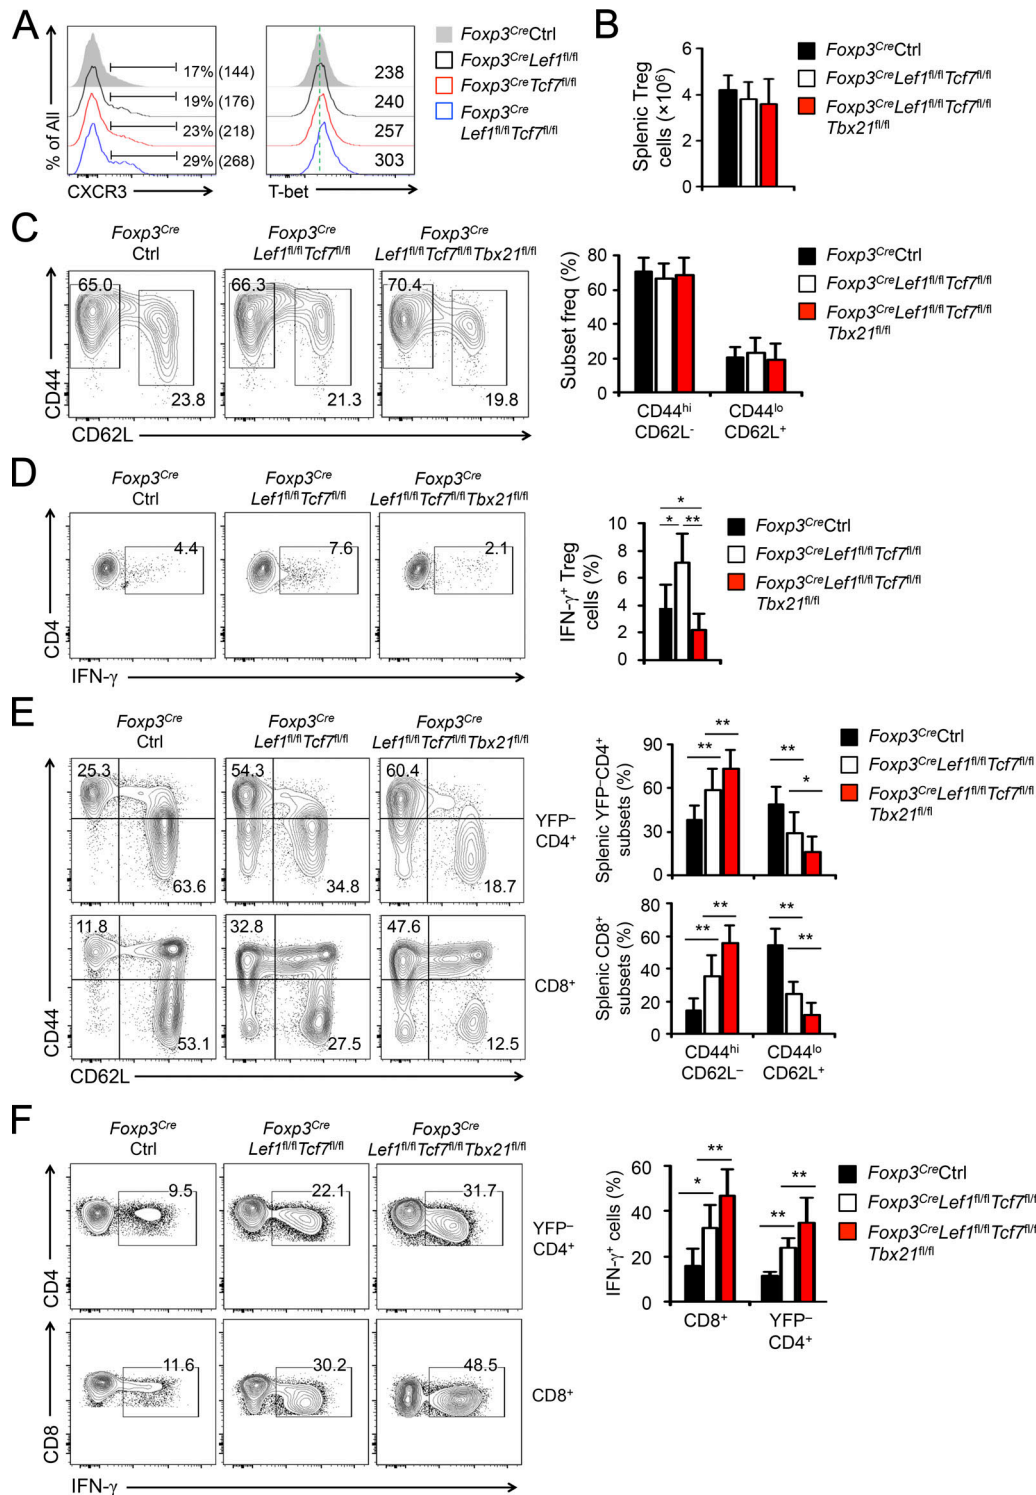 A
% of All
17% (144)
19% (176)
23% (218)
29% (268)
CXCR3
238
240
257
303
T-bet
Foxp3CreCtrl
Foxp3CreLef1fl/fl
Foxp3CreTcf7fl/fl
Foxp3Cre
Lef1fl/flTcf7fl/fl
B
Splenic Treg
cells (×10⁶)
6
4
2
0
Foxp3CreCtrl
Foxp3CreLef1fl/flTcf7fl/fl
Foxp3CreLef1fl/flTcf7fl/fl
Tbx21fl/fl
C
Foxp3Cre
Ctrl
Foxp3Cre
Lef1fl/flTcf7fl/fl
Foxp3Cre
Lef1fl/flTcf7fl/flTbx21fl/fl
65.0
23.8
66.3
21.3
70.4
19.8
CD44
CD62L
Subset freq (%)
80
60
40
20
0
CD44hi
CD62L-
CD44lo
CD62L+
Foxp3CreCtrl
Foxp3CreLef1fl/flTcf7fl/fl
Foxp3CreLef1fl/flTcf7fl/fl
Tbx21fl/fl
D
Foxp3Cre
Ctrl
Foxp3Cre
Lef1fl/flTcf7fl/fl
Foxp3Cre
Lef1fl/flTcf7fl/flTbx21fl/fl
4.4
7.6
2.1
CD4
IFN-γ
IFN-γ+ Treg
cells (%)
10
8
6
4
2
0
*
* **
Foxp3CreCtrl
Foxp3CreLef1fl/flTcf7fl/fl
Foxp3CreLef1fl/flTcf7fl/fl
Tbx21fl/fl
E
Foxp3Cre
Ctrl
Foxp3Cre
Lef1fl/flTcf7fl/fl
Foxp3Cre
Lef1fl/flTcf7fl/flTbx21fl/fl
25.3
63.6
54.3
34.8
60.4
18.7
YFP–
CD4+
11.8
53.1
32.8
27.5
47.6
12.5
CD8+
CD44
CD62L
Splenic YFP–CD4+
subsets (%)
90
60
30
0
**
** **
*
Splenic CD8+
subsets (%)
80
60
40
20
0
** **
** **
CD44hi
CD62L–
CD44lo
CD62L+
Foxp3CreCtrl
Foxp3CreLef1fl/flTcf7fl/fl
Foxp3CreLef1fl/flTcf7fl/fl
Tbx21fl/fl
F
Foxp3Cre
Ctrl
Foxp3Cre
Lef1fl/flTcf7fl/fl
Foxp3Cre
Lef1fl/flTcf7fl/flTbx21fl/fl
9.5
22.1
31.7
YFP–
CD4+
CD4
11.6
30.2
48.5
CD8+
CD8
IFN-γ
IFN-γ+ cells (%)
60
40
20
0
**
* **
**
CD8+
YFP–
CD4+
Foxp3CreCtrl
Foxp3CreLef1fl/flTcf7fl/fl
Foxp3CreLef1fl/flTcf7fl/fl
Tbx21fl/fl